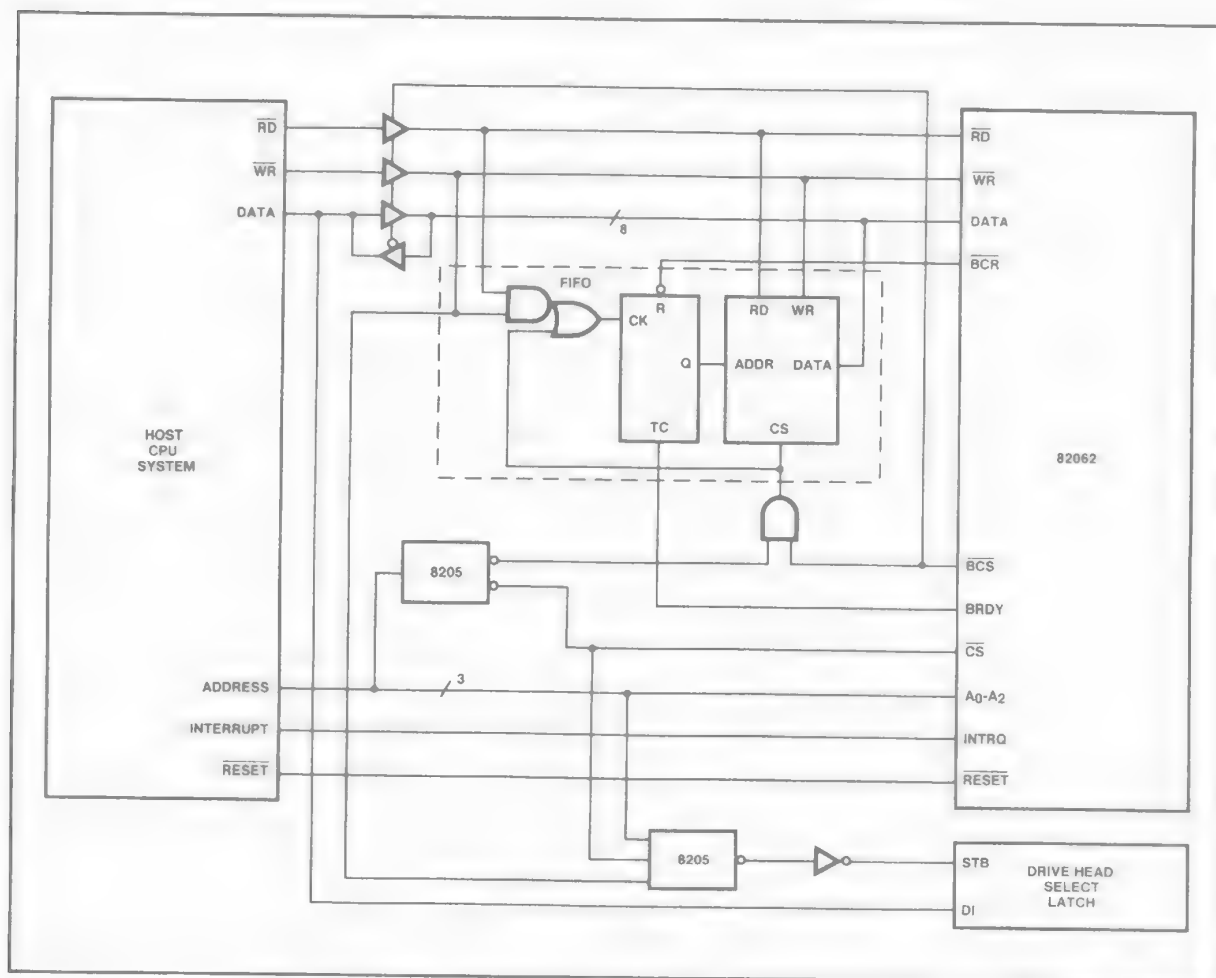 RD
WR
DATA
HOST
CPU
SYSTEM
ADDRESS
INTERRUPT
RESET
8
FIFO
CK
R
Q
TC
RD WR
ADDR DATA
CS
8205
3
8205
RD
WR
DATA
BCR
82062
BCS
BRDY
CS
A0-A2
INTRQ
RESET
STB
DI
DRIVE HEAD
SELECT
LATCH